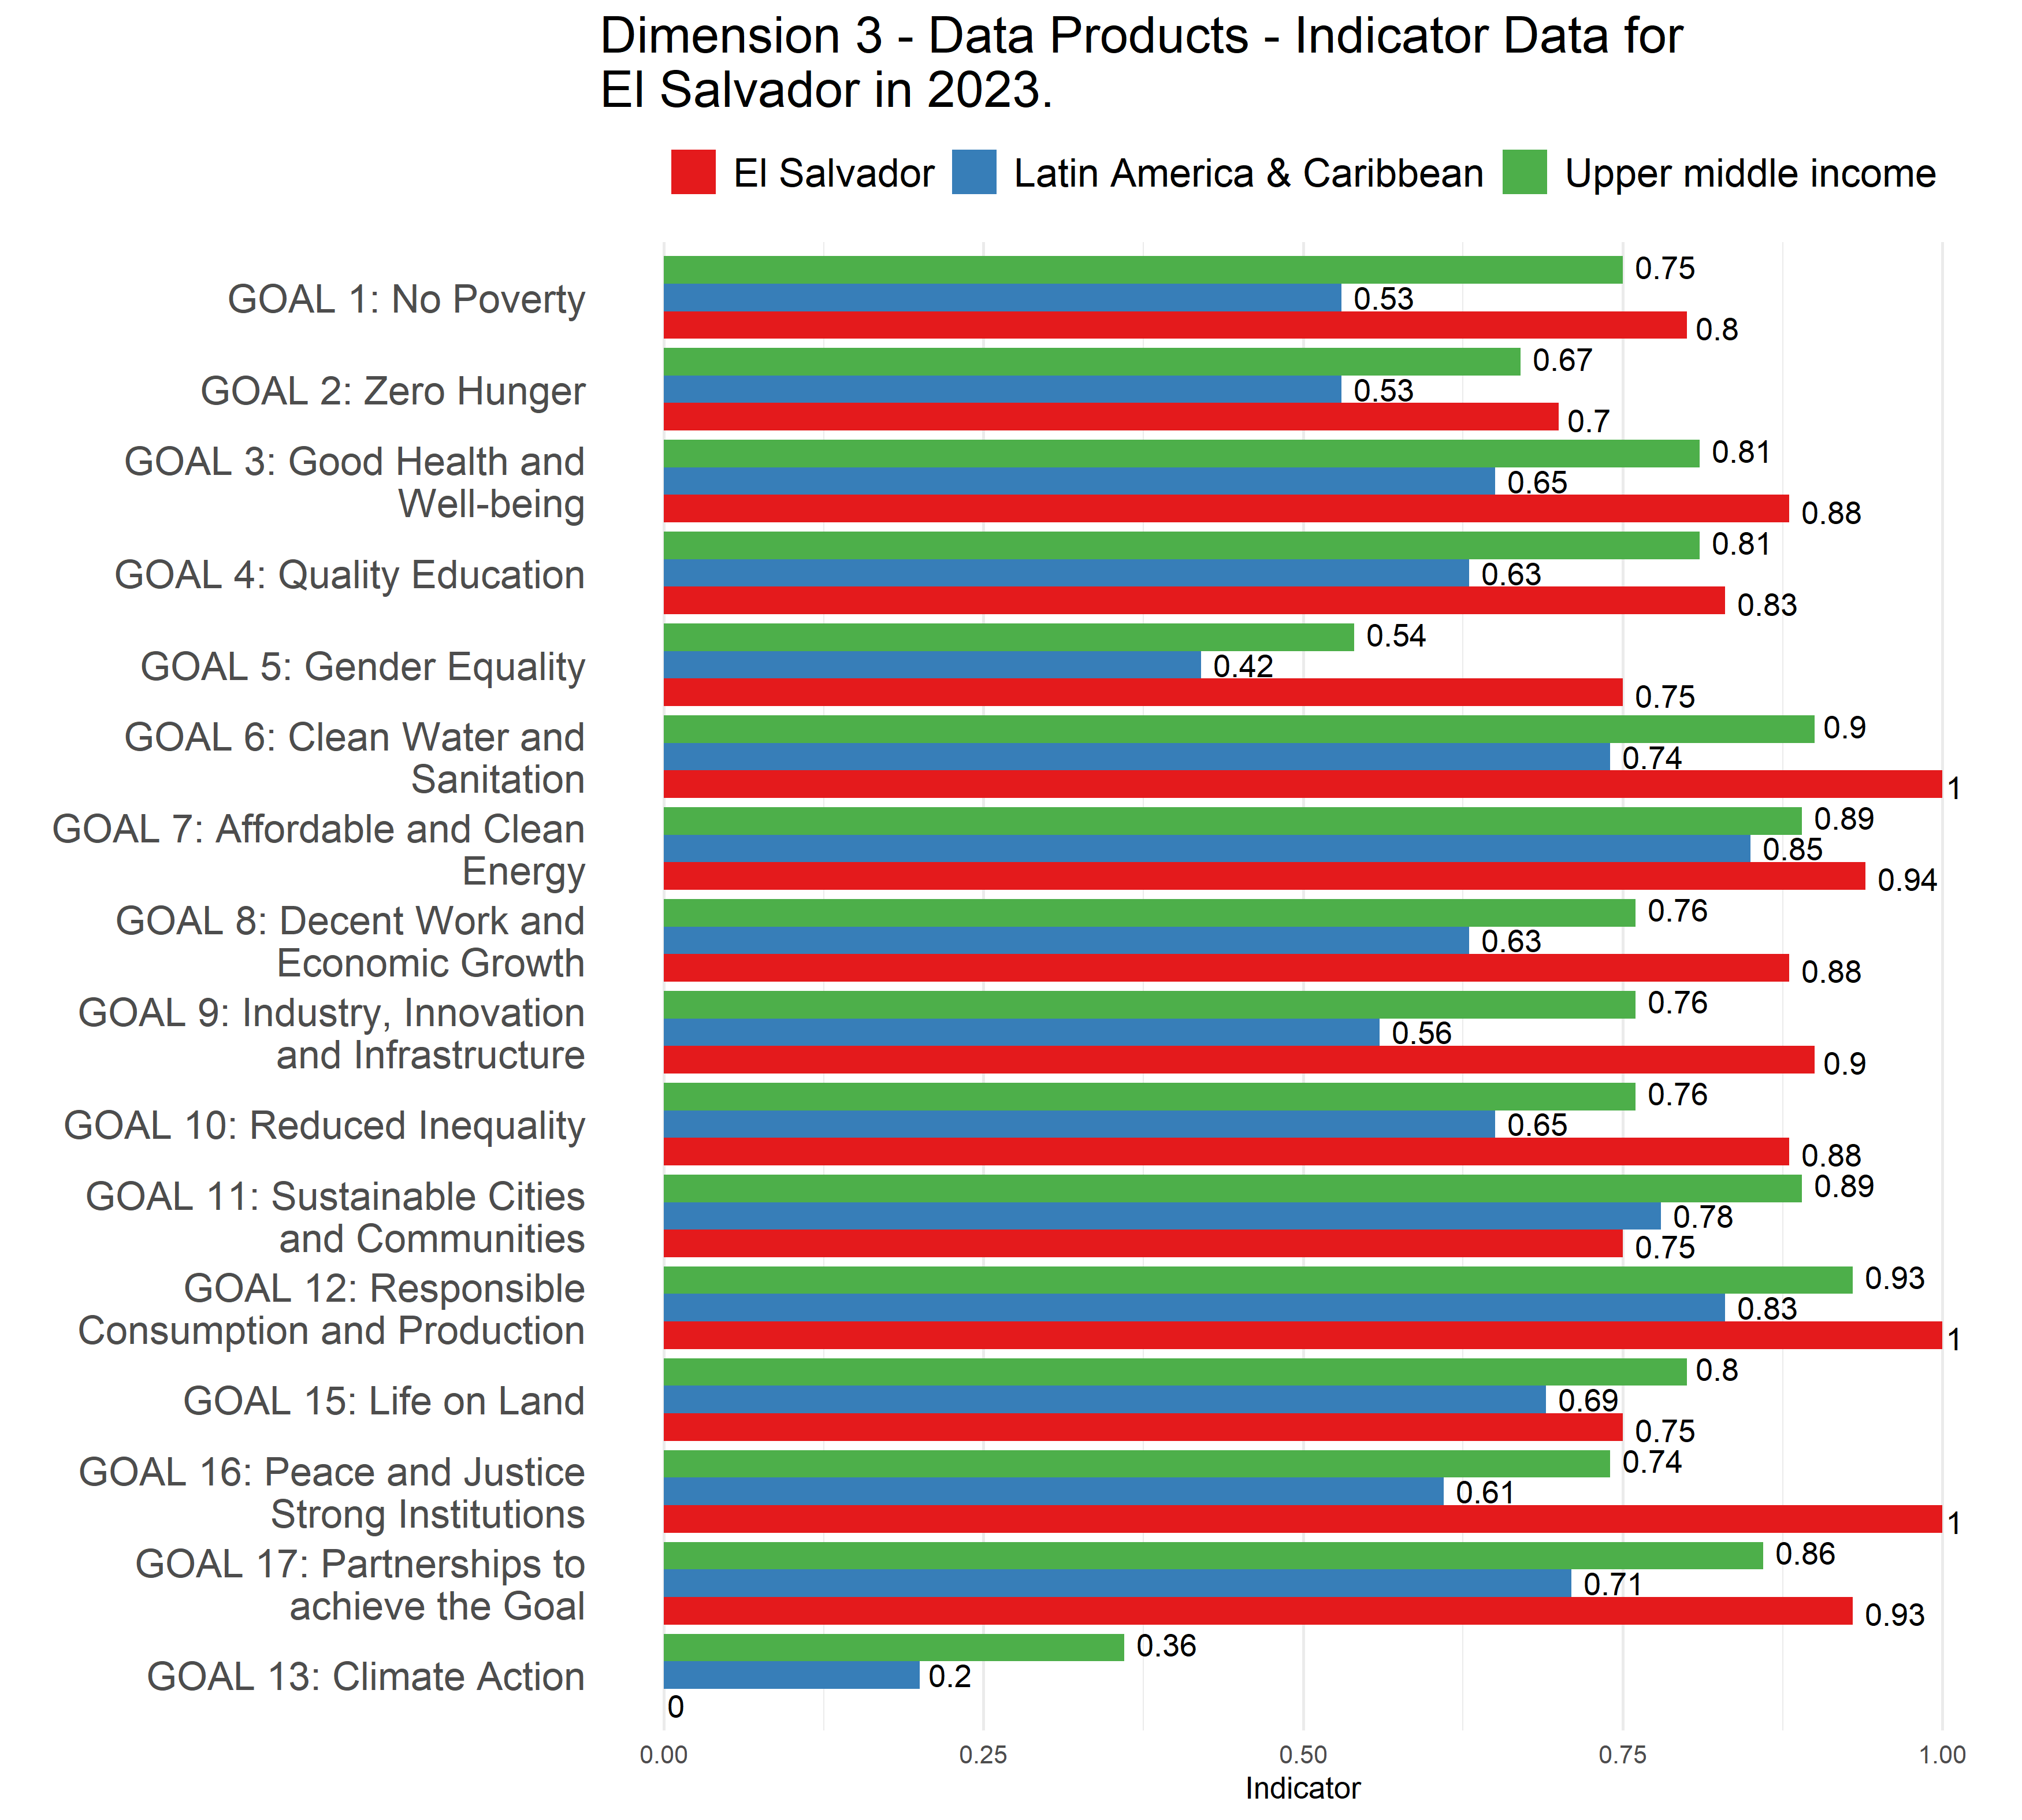 Dimension 3 - Data Products - Indicator Data for
El Salvador in 2023.
El Salvador
Latin America & Caribbean
Upper middle income
GOAL 1: No Poverty
0.75
0.53
0.8
GOAL 2: Zero Hunger
0.67
0.53
0.7
GOAL 3: Good Health and
Well-being
0.81
0.65
0.88
GOAL 4: Quality Education
0.81
0.63
0.83
GOAL 5: Gender Equality
0.54
0.42
0.75
GOAL 6: Clean Water and
Sanitation
0.9
0.74
1
GOAL 7: Affordable and Clean
Energy
0.89
0.85
0.94
GOAL 8: Decent Work and
Economic Growth
0.76
0.63
0.88
GOAL 9: Industry, Innovation
and Infrastructure
0.76
0.56
0.9
GOAL 10: Reduced Inequality
0.76
0.65
0.88
GOAL 11: Sustainable Cities
and Communities
0.89
0.78
0.75
GOAL 12: Responsible
Consumption and Production
0.93
0.83
1
GOAL 15: Life on Land
0.8
0.69
0.75
GOAL 16: Peace and Justice
Strong Institutions
0.74
0.61
1
GOAL 17: Partnerships to
achieve the Goal
0.86
0.71
0.93
GOAL 13: Climate Action
0.36
0.2
0
0.00
0.25
0.50
0.75
1.00
Indicator